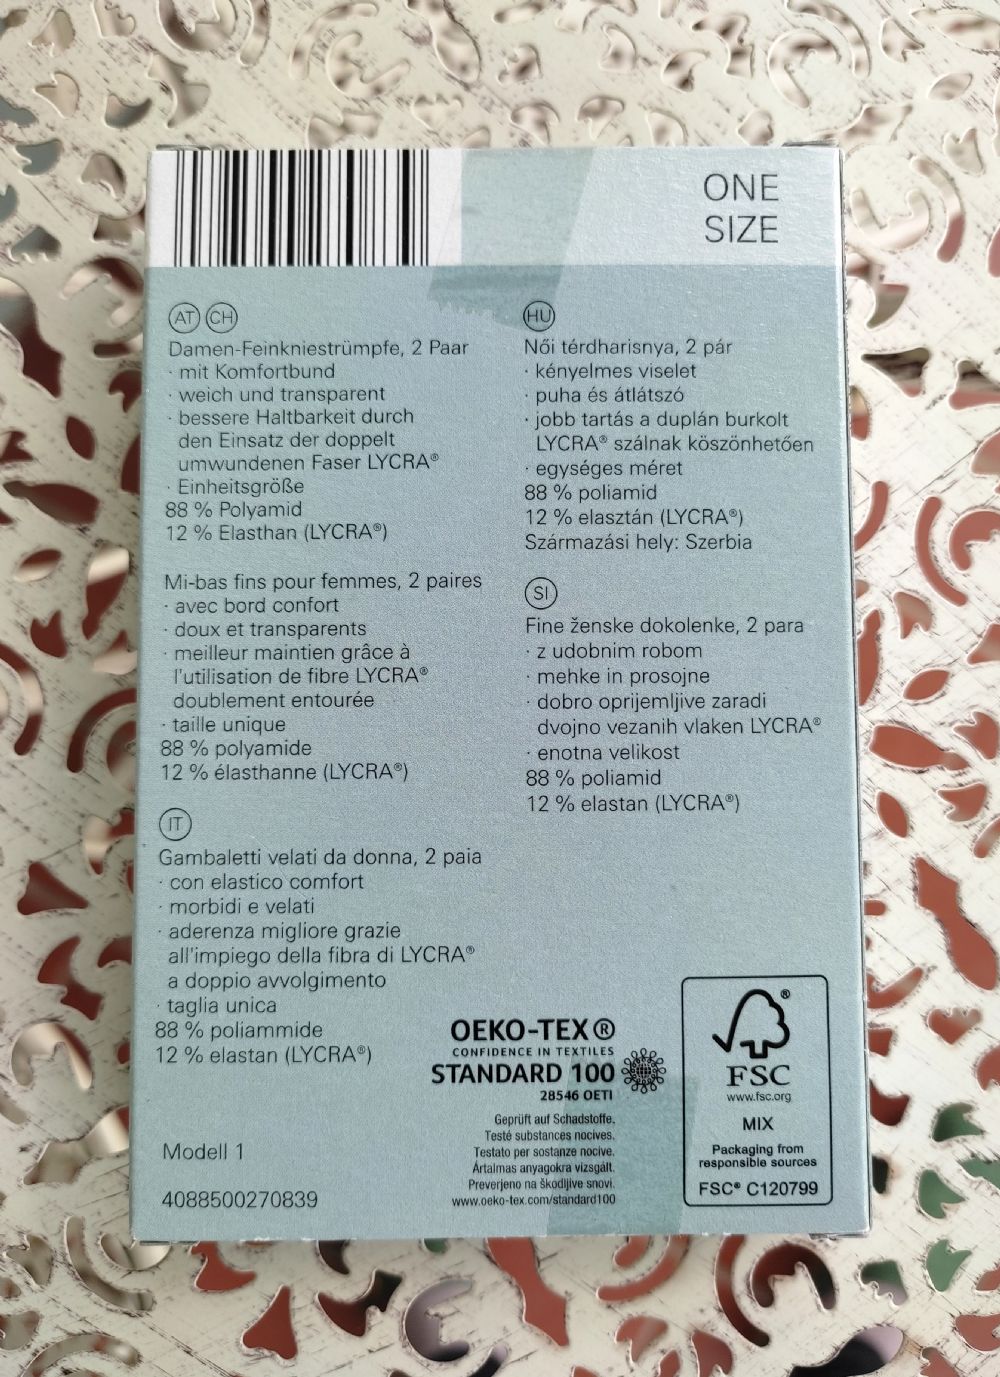 ONE
SIZE
AT CH
Damen-Feinkniestrümpfe, 2 Paar
· mit Komfortbund
· weich und transparent
· bessere Haltbarkeit durch
den Einsatz der doppelt
umwundenen Faser LYCRA®
· Einheitsgröße
88 % Polyamid
12 % Elasthan (LYCRA®)
Mi-bas fins pour femmes, 2 paires
· avec bord confort
· doux et transparents
· meilleur maintien grâce à
l'utilisation de fibre LYCRA®
doublement entourée
· taille unique
88 % polyamide
12 % élasthanne (LYCRA®)
IT
Gambaletti velati da donna, 2 paia
· con elastico comfort
· morbidi e velati
· aderenza migliore grazie
all'impiego della fibra di LYCRA®
a doppio avvolgimento
· taglia unica
88 % poliammide
12 % elastan (LYCRA®)
Modell 1
4088500270839
HU
Női térdharisnya, 2 pár
· kényelmes viselet
· puha és átlátszó
· jobb tartás a duplán burkolt
LYCRA® szálnak köszönhetően
· egységes méret
88 % poliamid
12 % elasztán (LYCRA®)
Származási hely: Szerbia
SI
Fine ženske dokolenke, 2 para
· z udobnim robom
· mehke in prosojne
· dobro oprijemljive zaradi
dvojno vezanih vlaken LYCRA®
· enotna velikost
88 % poliamid
12 % elastan (LYCRA®)
OEKO-TEX®
CONFIDENCE IN TEXTILES
STANDARD 100
28546 OETI
Geprüft auf Schadstoffe.
Testé substances nocives.
Testato per sostanze nocive.
Ártalmas anyagokra vizsgált.
Preverjeno na škodljive snovi.
www.oeko-tex.com/standard100
®
FSC
www.fsc.org
MIX
Packaging from
responsible sources
FSC® C120799